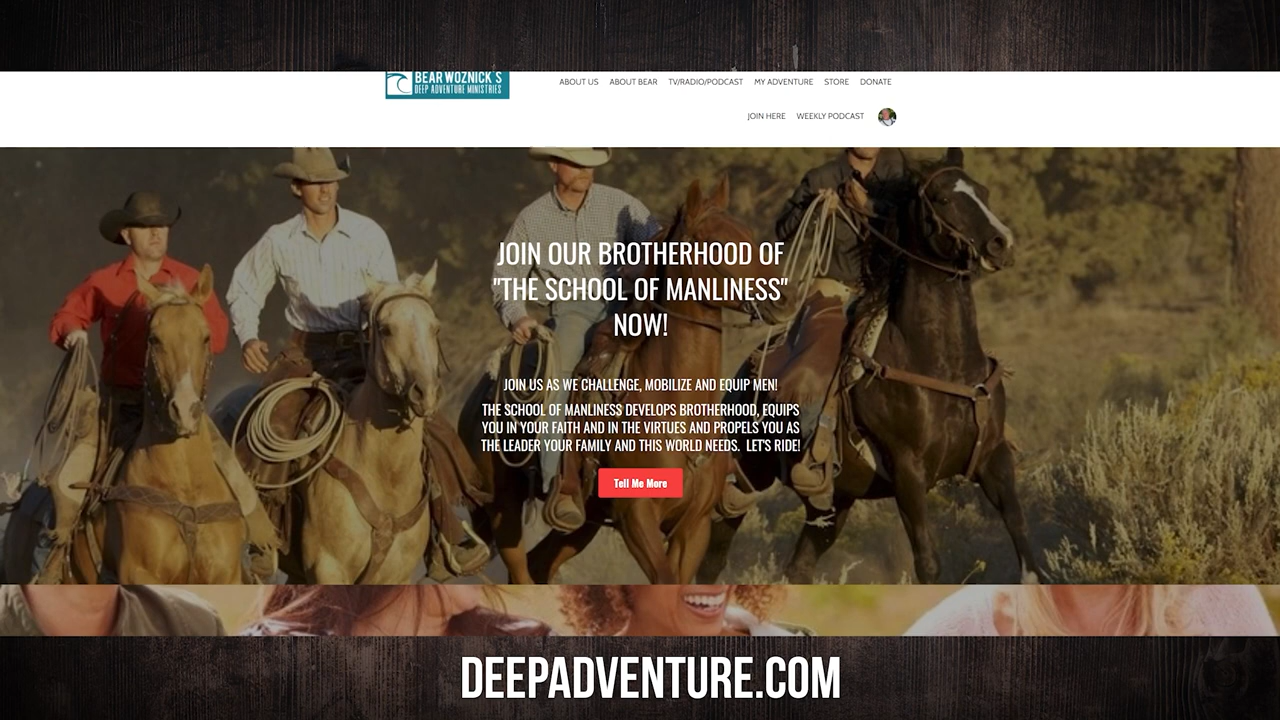 BEAR WOZNICK'S
DEEP ADVENTURE MINISTRIES
ABOUT US ABOUT BEAR TV/RADIO/PODCAST MY ADVENTURE STORE DONATE
JOIN HERE WEEKLY PODCAST
JOIN OUR BROTHERHOOD OF
"THE SCHOOL OF MANLINESS"
NOW!
JOIN US AS WE CHALLENGE, MOBILIZE AND EQUIP MEN!
THE SCHOOL OF MANLINESS DEVELOPS BROTHERHOOD, EQUIPS
YOU IN YOUR FAITH AND IN THE VIRTUES AND PROPELS YOU AS
THE LEADER YOUR FAMILY AND THIS WORLD NEEDS. LET'S RIDE!
Tell Me More
DEEPADVENTURE.COM